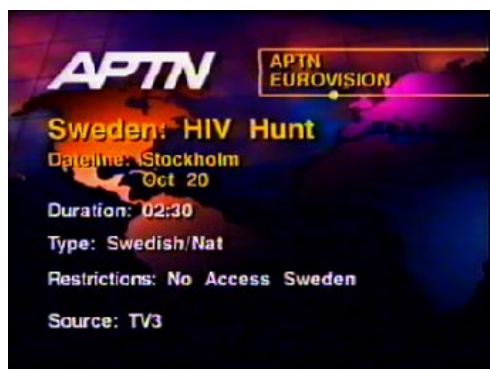 APTN
APTN
EUROVISION
Sweden: HIV Hunt
Dateline: Stockholm
Oct 20
Duration: 02:30
Type: Swedish/Nat
Restrictions: No Access Sweden
Source: TV3